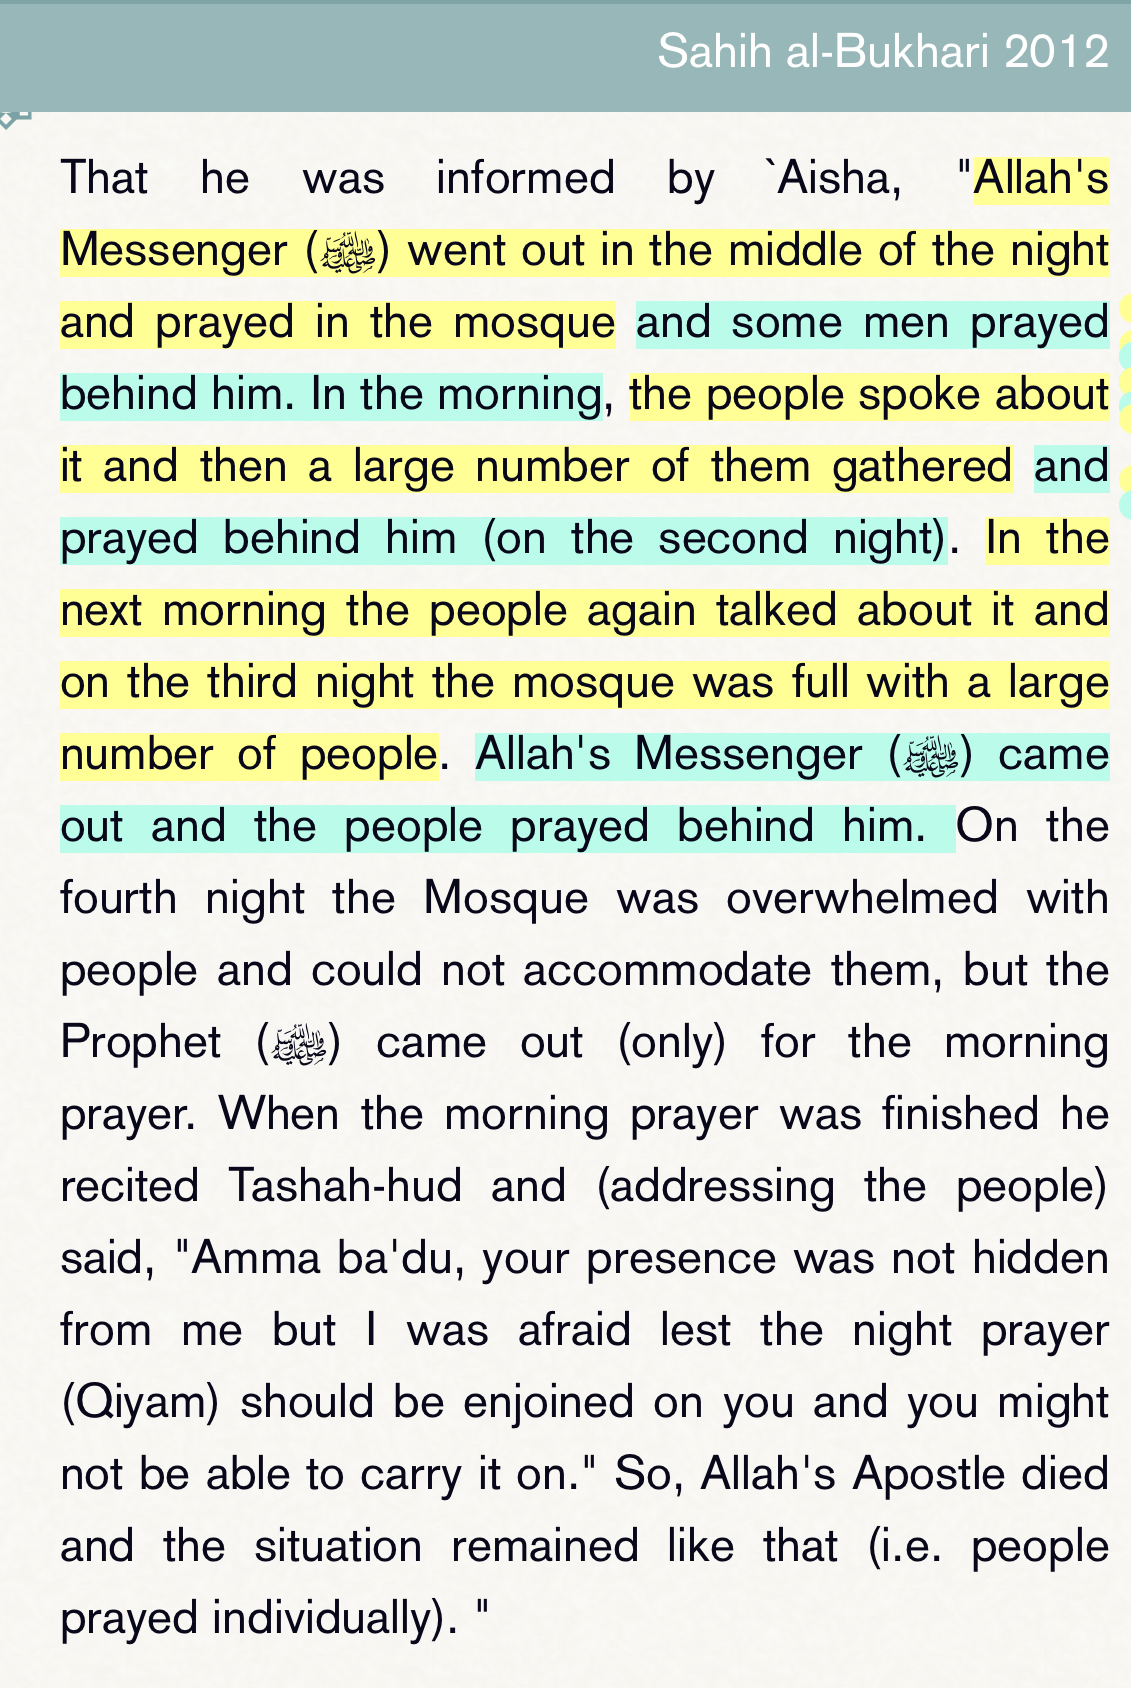 Sahih al-Bukhari 2012
That he was informed by `Aisha, "Allah's
Messenger (ﷺ) went out in the middle of the night
and prayed in the mosque and some men prayed
behind him. In the morning, the people spoke about
it and then a large number of them gathered and
prayed behind him (on the second night). In the
next morning the people again talked about it and
on the third night the mosque was full with a large
number of people. Allah's Messenger (ﷺ) came
out and the people prayed behind him. On the
fourth night the Mosque was overwhelmed with
people and could not accommodate them, but the
Prophet (ﷺ) came out (only) for the morning
prayer. When the morning prayer was finished he
recited Tashah-hud and (addressing the people)
said, "Amma ba'du, your presence was not hidden
from me but I was afraid lest the night prayer
(Qiyam) should be enjoined on you and you might
not be able to carry it on." So, Allah's Apostle died
and the situation remained like that (i.e. people
prayed individually). "